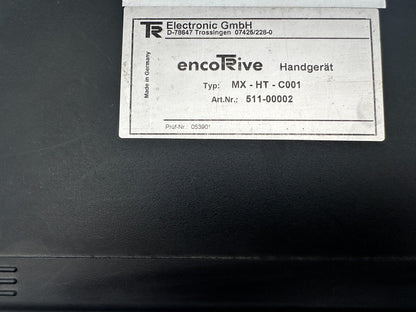 TR Electronic GmbH
D-78647 Trossingen 07425/228-0
Made in Germany
encoTRive Handgerät
Typ: MX - HT - C001
Art.Nr.: 511-00002
Prüf-Nr.: 053901